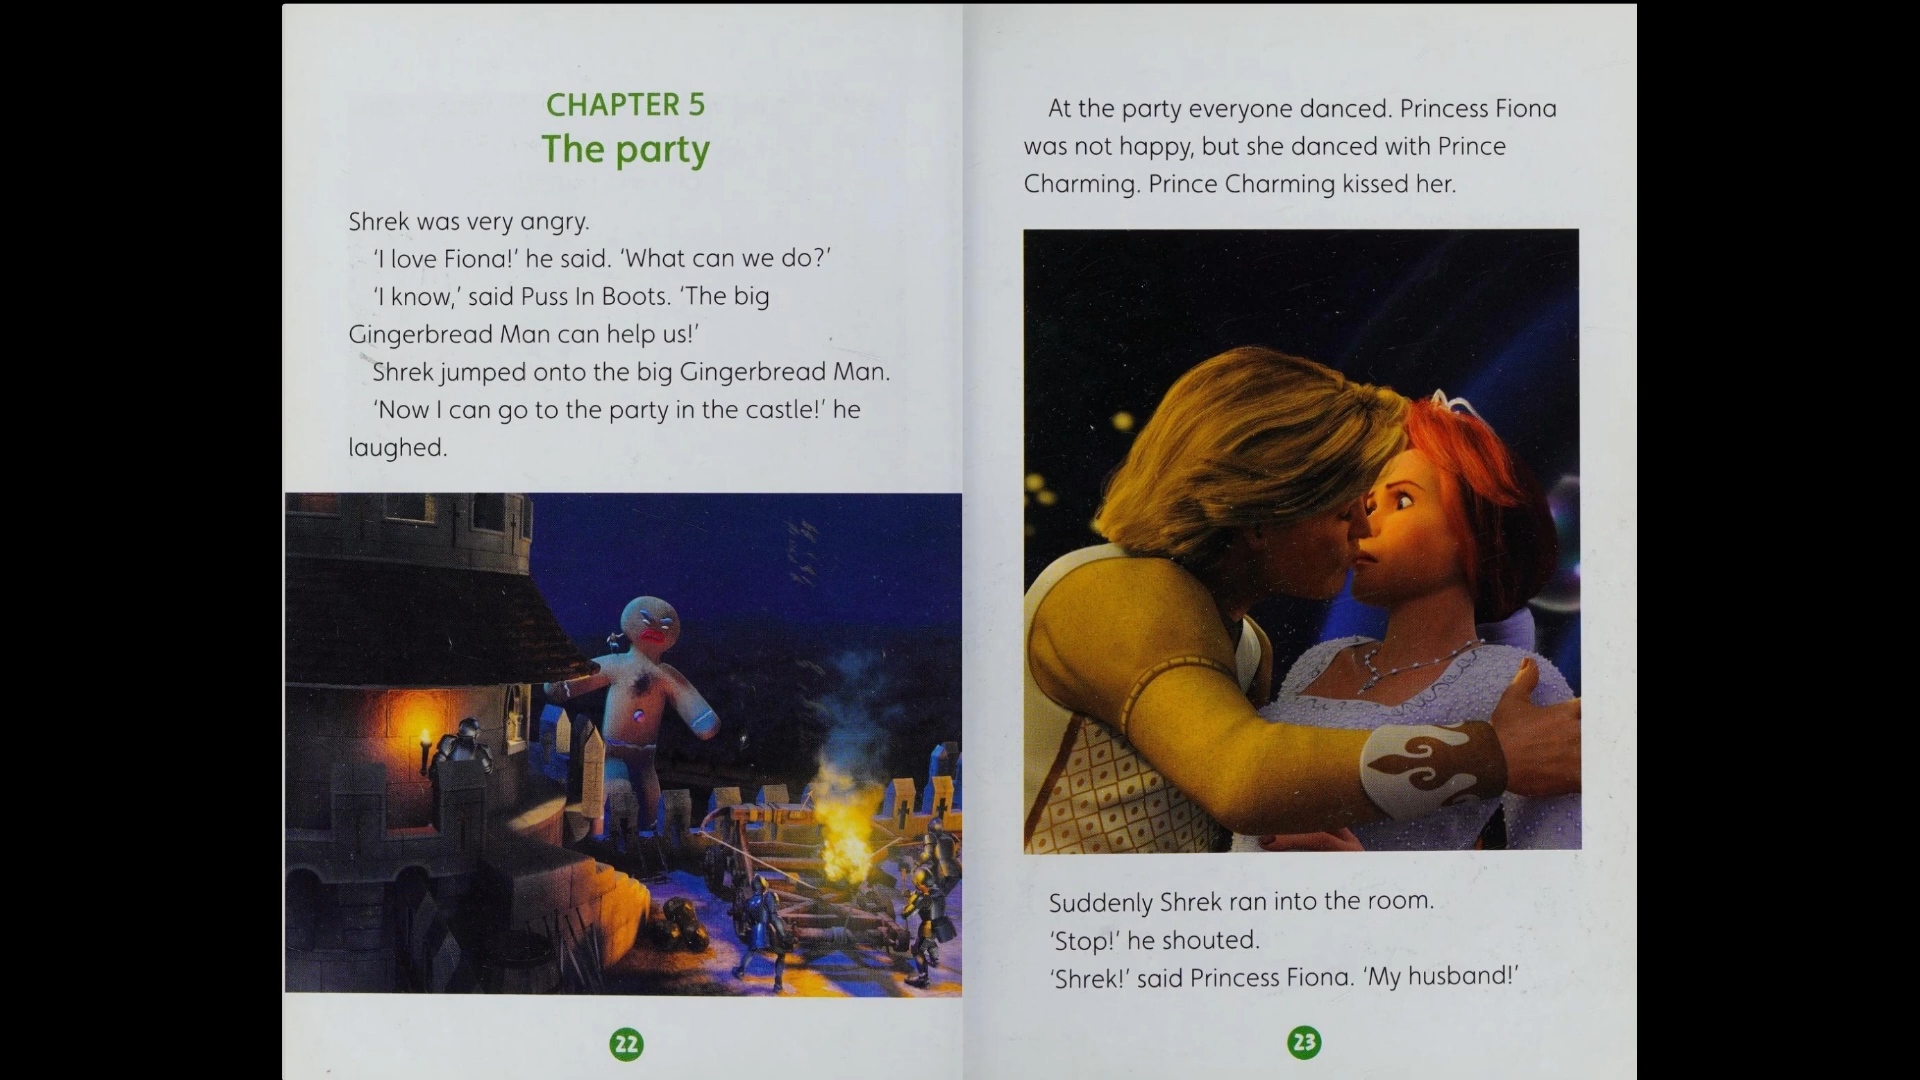 CHAPTER 5
The party
Shrek was very angry.
‘I love Fiona!’ he said. ‘What can we do?’
‘I know,’ said Puss In Boots. ‘The big
Gingerbread Man can help us!’
Shrek jumped onto the big Gingerbread Man.
‘Now I can go to the party in the castle!’ he
laughed.
22
At the party everyone danced. Princess Fiona
was not happy, but she danced with Prince
Charming. Prince Charming kissed her.
Suddenly Shrek ran into the room.
‘Stop!’ he shouted.
‘Shrek!’ said Princess Fiona. ‘My husband!’
23